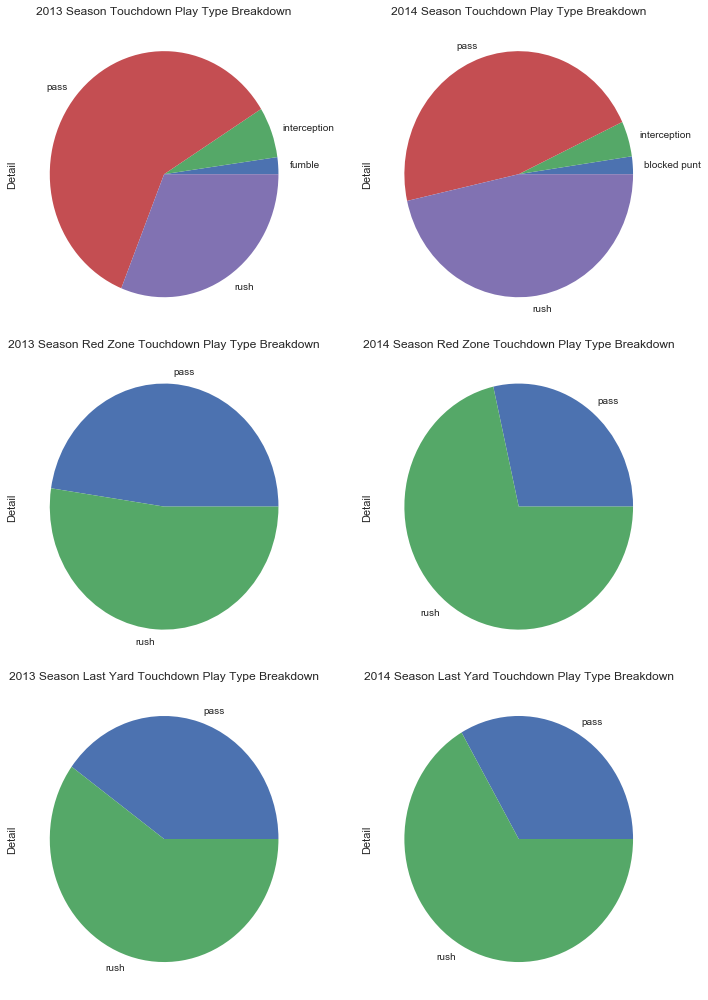 2013 Season Touchdown Play Type Breakdown
pass
interception
fumble
rush
Detail
2014 Season Touchdown Play Type Breakdown
pass
interception
blocked punt
rush
Detail
2013 Season Red Zone Touchdown Play Type Breakdown
pass
rush
Detail
2014 Season Red Zone Touchdown Play Type Breakdown
pass
rush
Detail
2013 Season Last Yard Touchdown Play Type Breakdown
pass
rush
Detail
2014 Season Last Yard Touchdown Play Type Breakdown
pass
rush
Detail